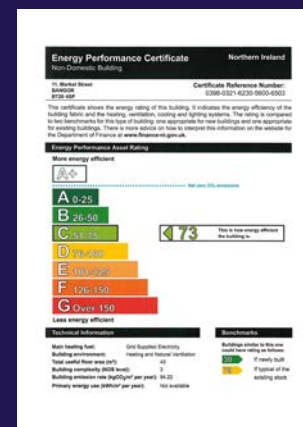 Energy Performance Certificate
Northern Ireland
Non-Domestic Building
11, Market Street
BANGOR
BT20 4SP
Certificate Reference Number:
0398-0321-6230-5600-6503
This certificate shows the energy rating of this building. It indicates the energy efficiency of the
building fabric and the heating, ventilation, cooling and lighting systems. The rating is compared
to two benchmarks for this type of building: one appropriate for new buildings and one appropriate
for existing buildings. There is more advice on how to interpret this information on the website for
the Department of Finance at www.finance-ni.gov.uk.
Energy Performance Asset Rating
More energy efficient
A+
Net zero CO₂ emissions
A 0-25
B 26-50
C 51-75
73
This is how energy efficient
the building is.
D 76-100
E 101-125
F 126-150
G Over 150
Less energy efficient
Technical Information
Main heating fuel: Grid Supplied Electricity
Building environment: Heating and Natural Ventilation
Total useful floor area (m²): 43
Building complexity (NOS level): 3
Building emission rate (kgCO₂/m² per year): 94.22
Primary energy use (kWh/m² per year): Not available
Benchmarks
Buildings similar to this one
could have rating as follows:
If newly built
If typical of the
existing stock